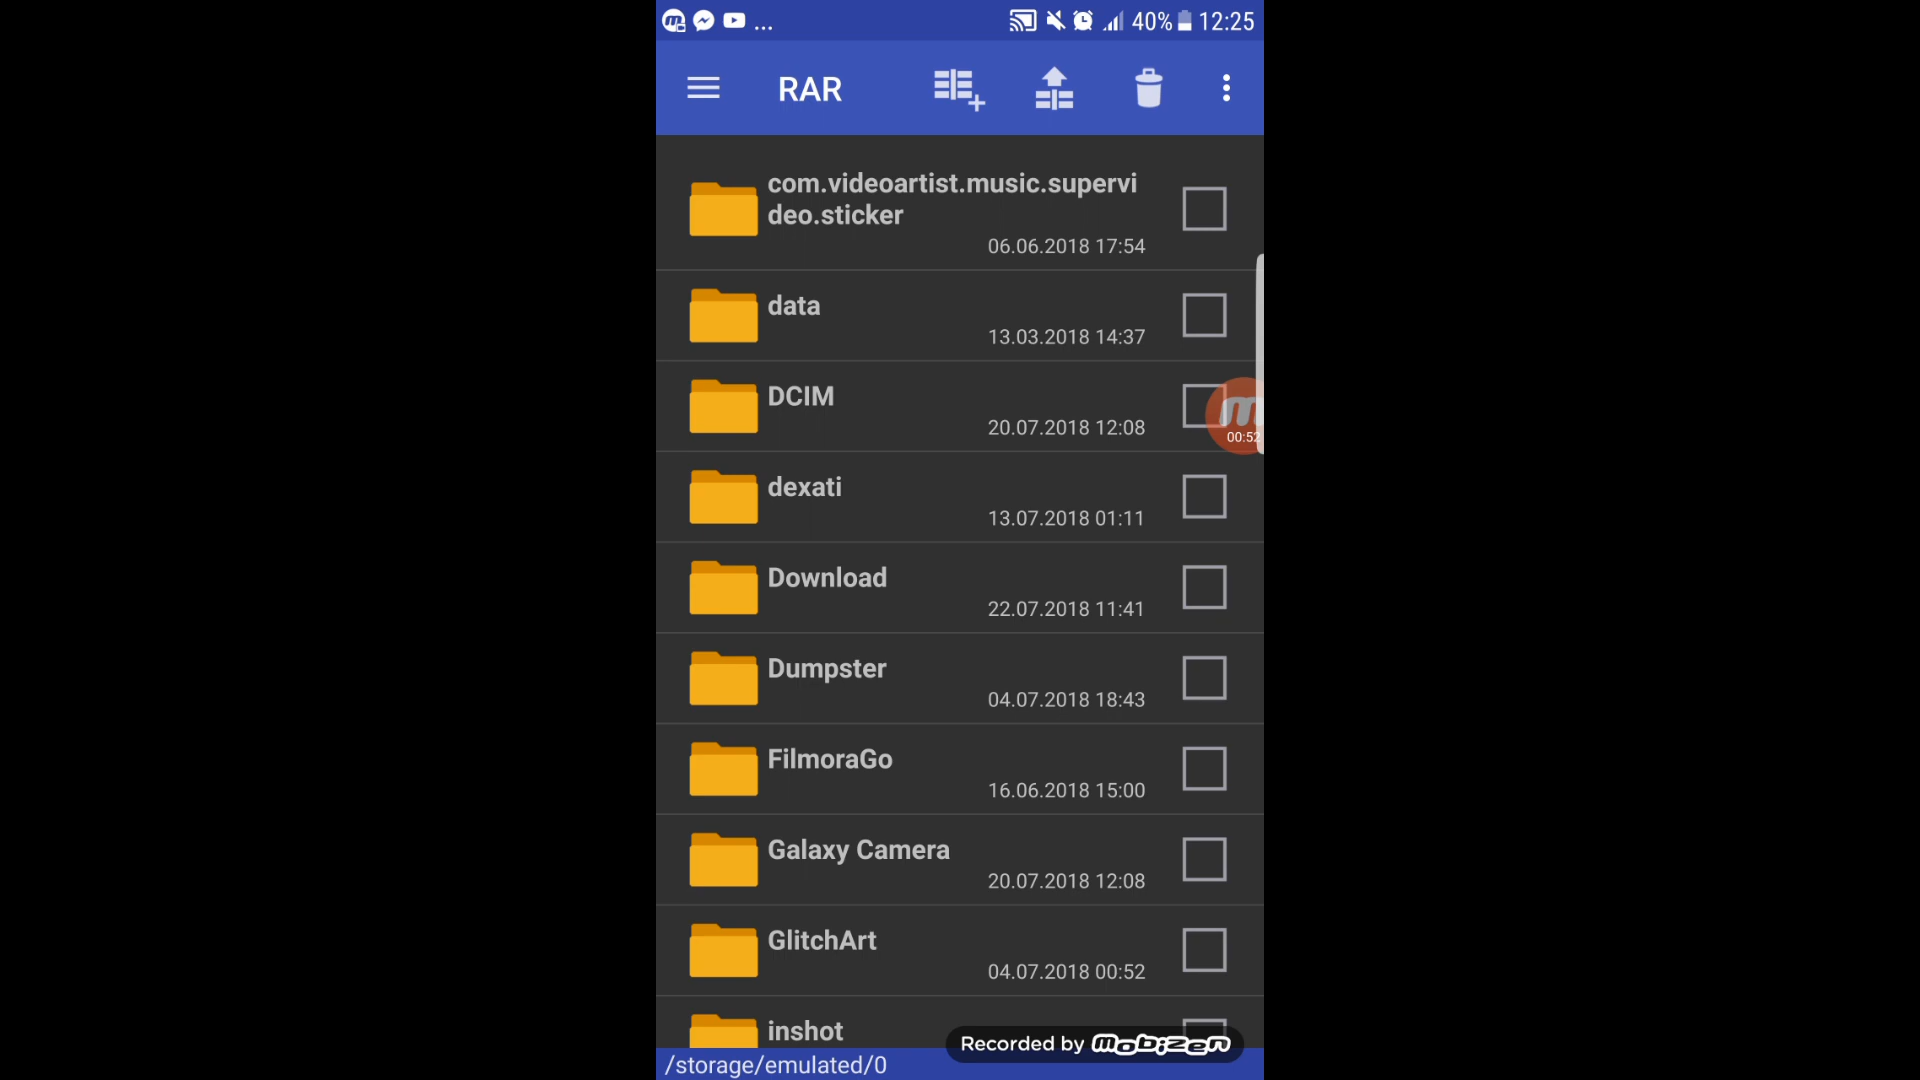 ... 40% 12:25
RAR
com.videoartist.music.supervi
deo.sticker
06.06.2018 17:54
data
13.03.2018 14:37
DCIM
20.07.2018 12:08
m
00:52
dexati
13.07.2018 01:11
Download
22.07.2018 11:41
Dumpster
04.07.2018 18:43
FilmoraGo
16.06.2018 15:00
Galaxy Camera
20.07.2018 12:08
GlitchArt
04.07.2018 00:52
inshot
Recorded by Mobizen
/storage/emulated/0